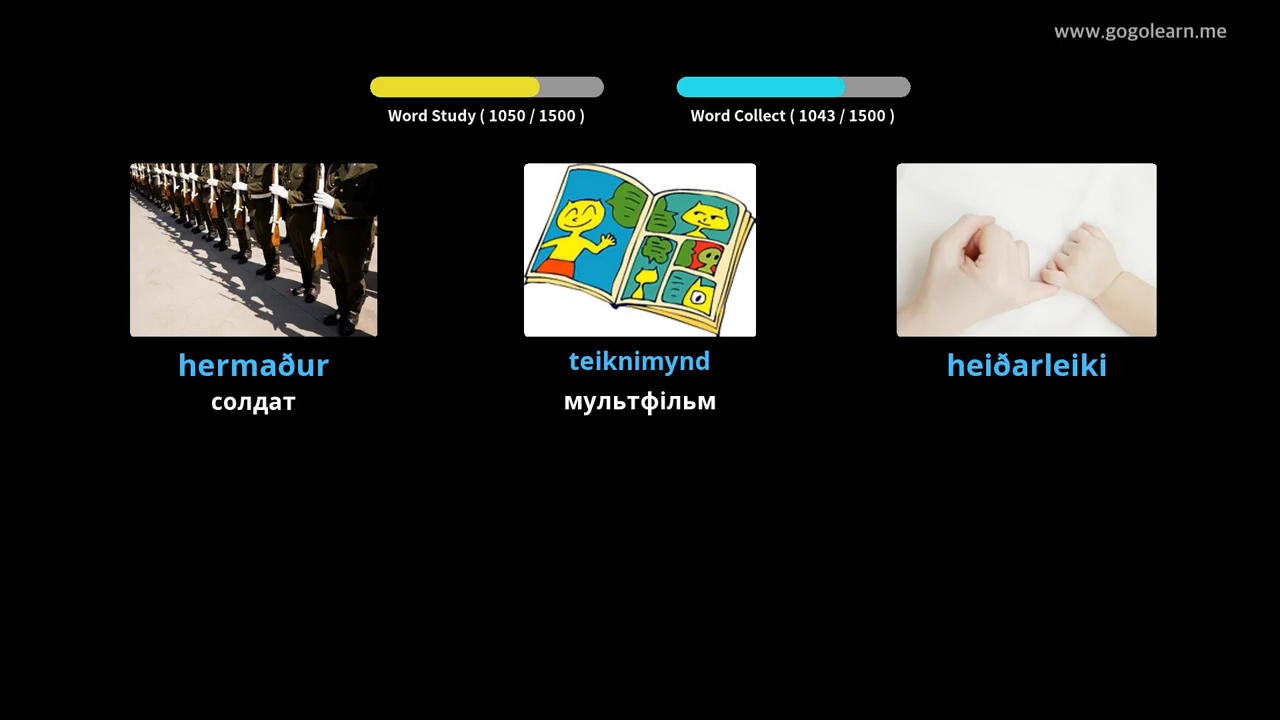 www.gogolearn.me
Word Study ( 1050 / 1500 )
Word Collect ( 1043 / 1500 )
hermaður
солдат
teiknimynd
мультфільм
heiðarleiki